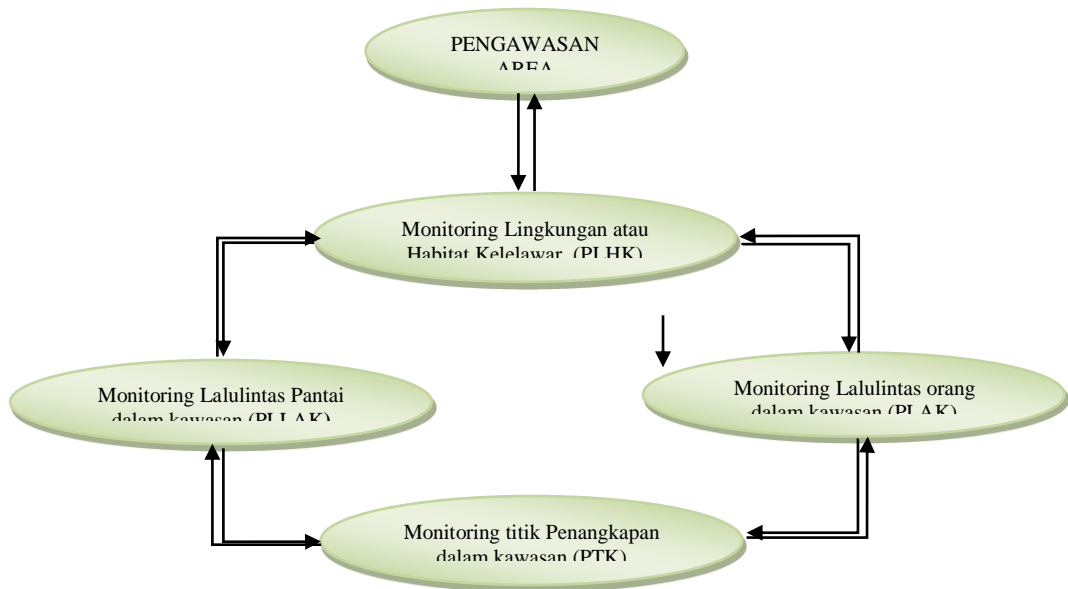 PENGAWASAN
AREA
Monitoring Lingkungan atau
Habitat Kelelawar (PLHK)
Monitoring Lalulintas Pantai
dalam kawasan (PLLAK)
Monitoring Lalulintas orang
dalam kawasan (PLAK)
Monitoring titik Penangkapan
dalam kawasan (PTK)